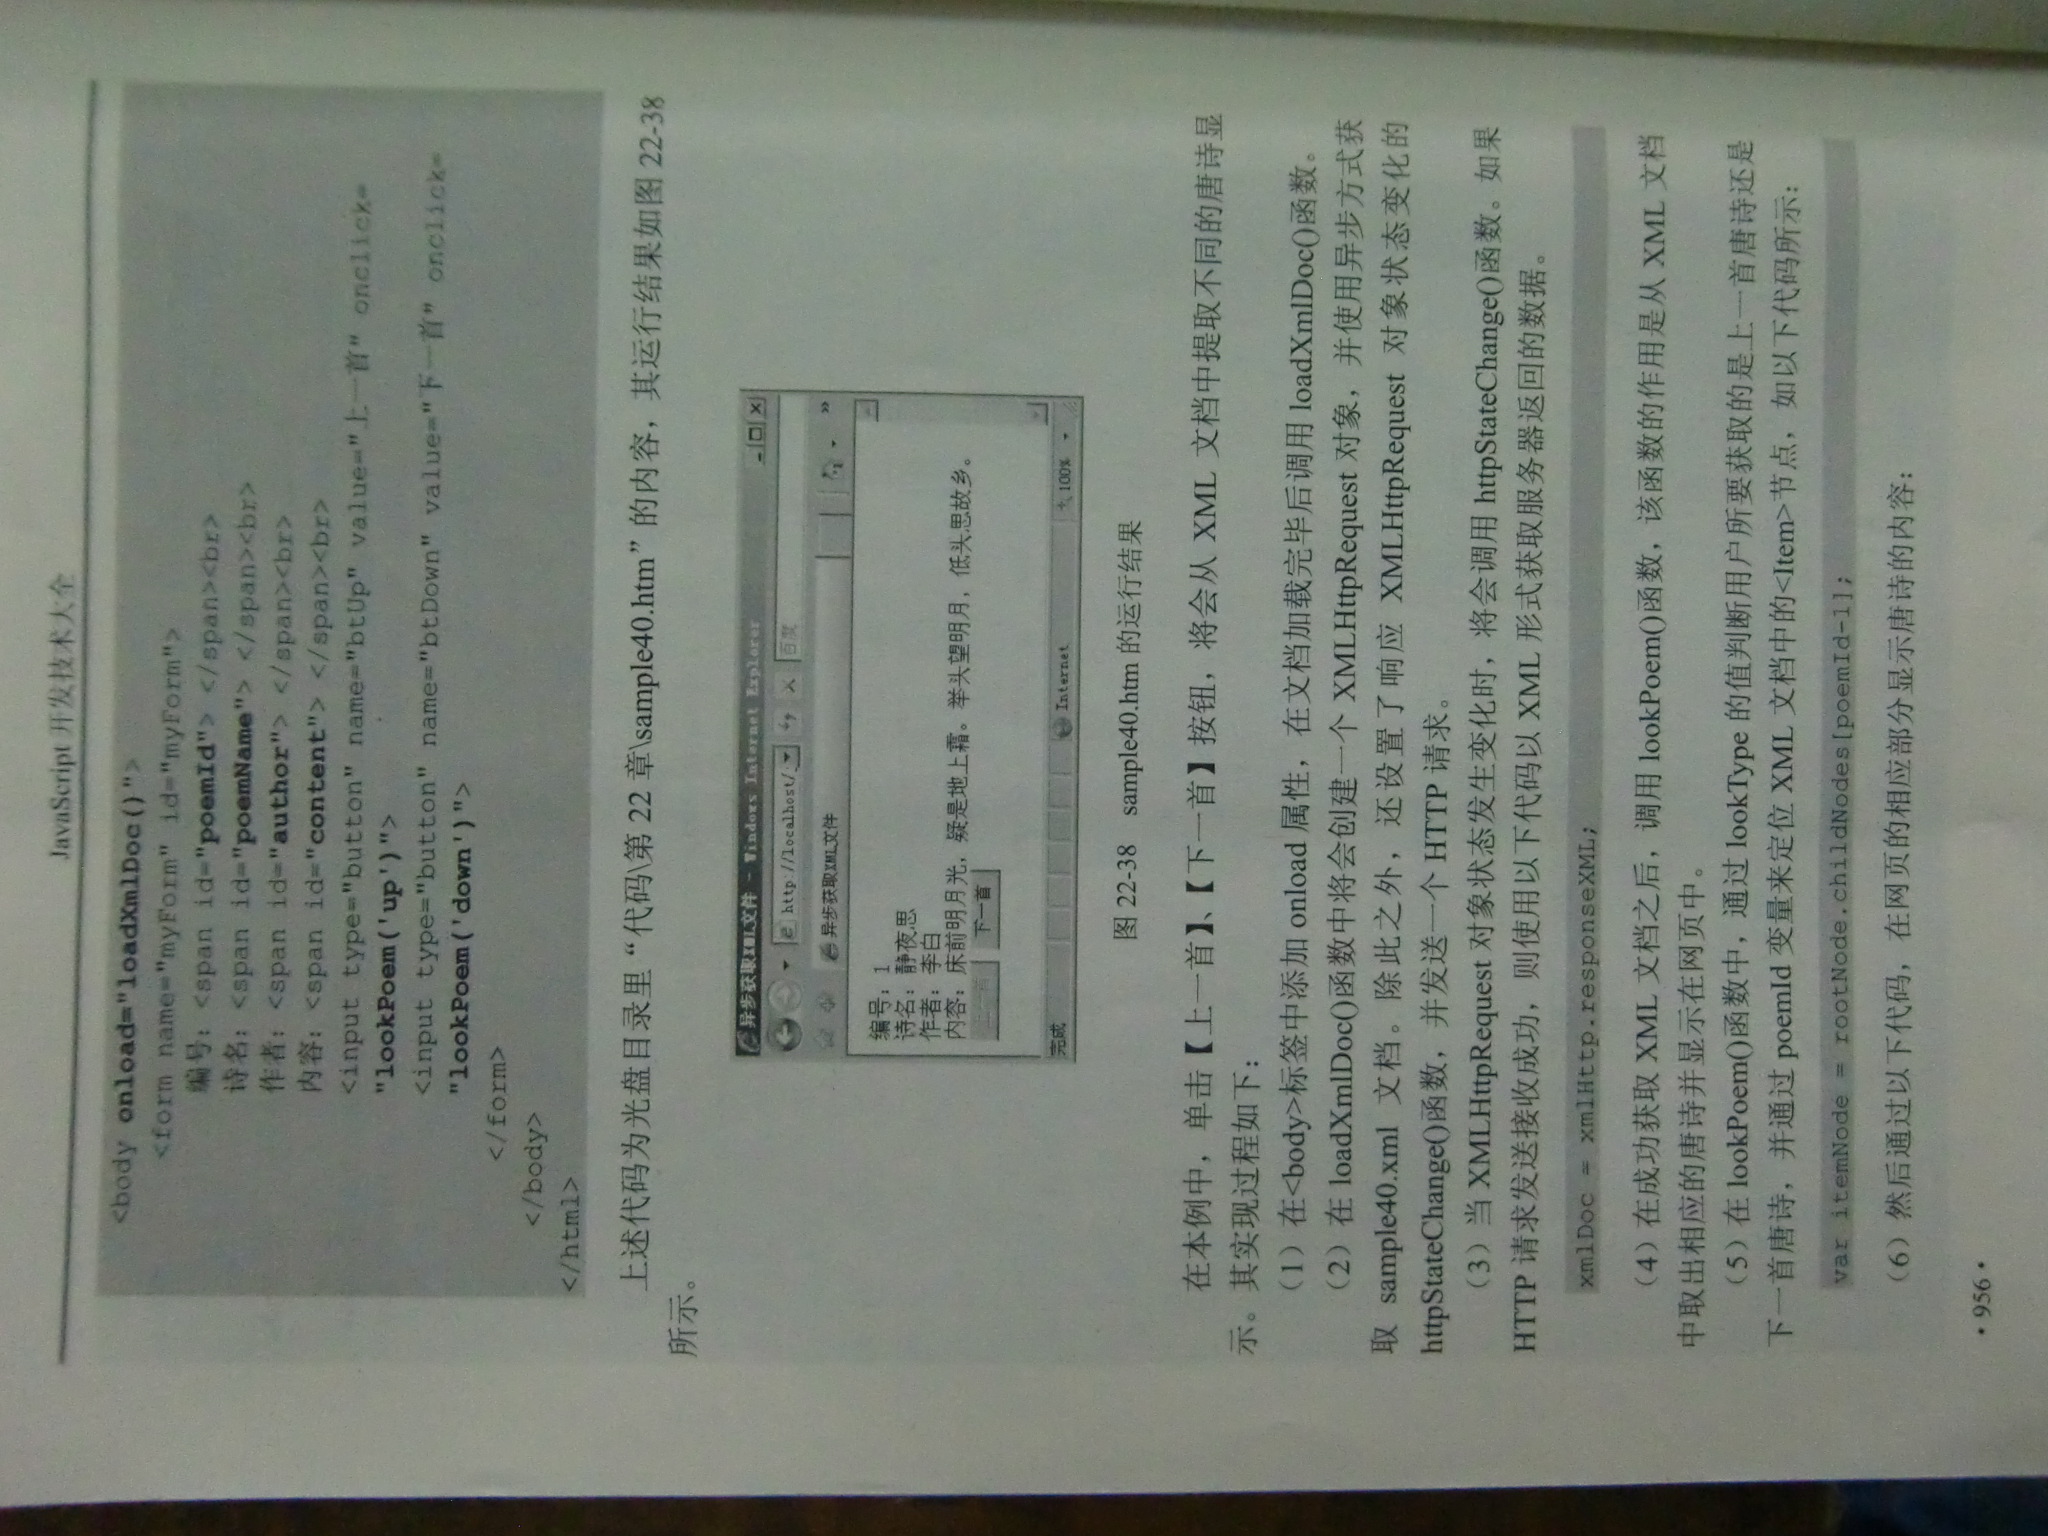 JavaScript 开发技术大全
<body onload="loadXmlDoc()">
<form name="myForm" id="myForm">
编号: <span id="poemId"> </span><br>
诗名: <span id="poemName"> </span><br>
作者: <span id="author"> </span><br>
内容: <span id="content"> </span><br>
<input type="button" name="btUp" value="上一首" onclick=
"lookPoem('up')">
<input type="button" name="btDown" value="下一首" onclick=
"lookPoem('down')">
</form>
</body>
</html>
上述代码为光盘目录里“代码\第 22 章\sample40.htm”的内容，其运行结果如图 22-38
所示。
异步获取XML文件 - Windows Internet Explorer
http://localhost/
百度
异步获取XML文件
编号: 1
诗名: 静夜思
作者: 李白
内容: 床前明月光，疑是地上霜。举头望明月，低头思故乡。
上一首 下一首
完成 Internet 100%
图 22-38 sample40.htm 的运行结果
在本例中，单击【上一首】、【下一首】按钮，将会从 XML 文档中提取不同的唐诗显
示。其实现过程如下：
（1）在<body>标签中添加 onload 属性，在文档加载完毕后调用 loadXmlDoc()函数。
（2）在 loadXmlDoc()函数中将会创建一个 XMLHttpRequest 对象，并使用异步方式获
取 sample40.xml 文档。除此之外，还设置了响应 XMLHttpRequest 对象状态变化的
httpStateChange()函数，并发送一个 HTTP 请求。
（3）当 XMLHttpRequest 对象状态发生变化时，将会调用 httpStateChange()函数。如果
HTTP 请求发送接收成功，则使用以下代码以 XML 形式获取服务器返回的数据。
xmlDoc = xmlHttp.responseXML;
（4）在成功获取 XML 文档之后，调用 lookPoem()函数，该函数的作用是从 XML 文档
中取出相应的唐诗并显示在网页中。
（5）在 lookPoem()函数中，通过 lookType 的值判断用户所要获取的是上一首唐诗还是
下一首唐诗，并通过 poemId 变量来定位 XML 文档中的<Item>节点，如以下代码所示：
var itemNode = rootNode.childNodes[poemId-1];
（6）然后通过以下代码，在网页的相应部分显示唐诗的内容：
• 956 •